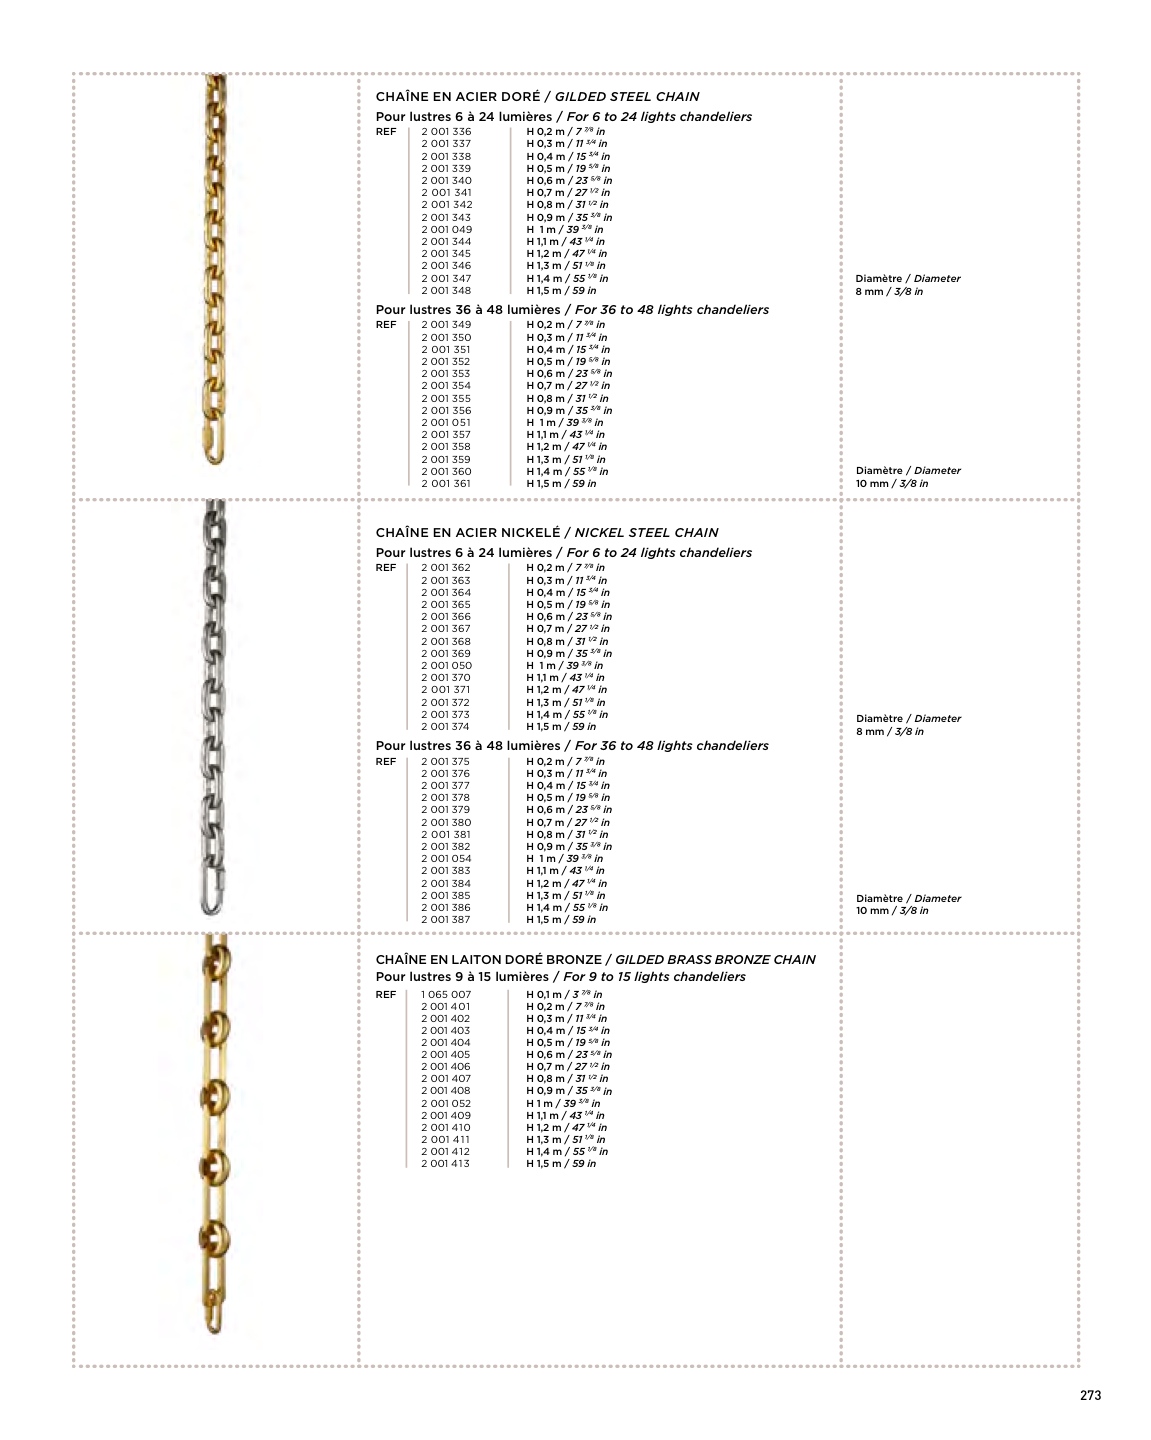 CHAÎNE EN ACIER DORÉ / GILDED STEEL CHAIN
Pour lustres 6 à 24 lumières / For 6 to 24 lights chandeliers
REF 2 001 336 H 0,2 m / 7 7/8 in
2 001 337 H 0,3 m / 11 3/4 in
2 001 338 H 0,4 m / 15 3/4 in
2 001 339 H 0,5 m / 19 5/8 in
2 001 340 H 0,6 m / 23 5/8 in
2 001 341 H 0,7 m / 27 1/2 in
2 001 342 H 0,8 m / 31 1/2 in
2 001 343 H 0,9 m / 35 3/8 in
2 001 049 H 1 m / 39 3/8 in
2 001 344 H 1,1 m / 43 1/4 in
2 001 345 H 1,2 m / 47 1/4 in
2 001 346 H 1,3 m / 51 1/8 in
2 001 347 H 1,4 m / 55 1/8 in
2 001 348 H 1,5 m / 59 in
Diamètre / Diameter
8 mm / 3/8 in
Pour lustres 36 à 48 lumières / For 36 to 48 lights chandeliers
REF 2 001 349 H 0,2 m / 7 7/8 in
2 001 350 H 0,3 m / 11 3/4 in
2 001 351 H 0,4 m / 15 3/4 in
2 001 352 H 0,5 m / 19 5/8 in
2 001 353 H 0,6 m / 23 5/8 in
2 001 354 H 0,7 m / 27 1/2 in
2 001 355 H 0,8 m / 31 1/2 in
2 001 356 H 0,9 m / 35 3/8 in
2 001 051 H 1 m / 39 3/8 in
2 001 357 H 1,1 m / 43 1/4 in
2 001 358 H 1,2 m / 47 1/4 in
2 001 359 H 1,3 m / 51 1/8 in
2 001 360 H 1,4 m / 55 1/8 in
2 001 361 H 1,5 m / 59 in
Diamètre / Diameter
10 mm / 3/8 in
CHAÎNE EN ACIER NICKELÉ / NICKEL STEEL CHAIN
Pour lustres 6 à 24 lumières / For 6 to 24 lights chandeliers
REF 2 001 362 H 0,2 m / 7 7/8 in
2 001 363 H 0,3 m / 11 3/4 in
2 001 364 H 0,4 m / 15 3/4 in
2 001 365 H 0,5 m / 19 5/8 in
2 001 366 H 0,6 m / 23 5/8 in
2 001 367 H 0,7 m / 27 1/2 in
2 001 368 H 0,8 m / 31 1/2 in
2 001 369 H 0,9 m / 35 3/8 in
2 001 050 H 1 m / 39 3/8 in
2 001 370 H 1,1 m / 43 1/4 in
2 001 371 H 1,2 m / 47 1/4 in
2 001 372 H 1,3 m / 51 1/8 in
2 001 373 H 1,4 m / 55 1/8 in
2 001 374 H 1,5 m / 59 in
Diamètre / Diameter
8 mm / 3/8 in
Pour lustres 36 à 48 lumières / For 36 to 48 lights chandeliers
REF 2 001 375 H 0,2 m / 7 7/8 in
2 001 376 H 0,3 m / 11 3/4 in
2 001 377 H 0,4 m / 15 3/4 in
2 001 378 H 0,5 m / 19 5/8 in
2 001 379 H 0,6 m / 23 5/8 in
2 001 380 H 0,7 m / 27 1/2 in
2 001 381 H 0,8 m / 31 1/2 in
2 001 382 H 0,9 m / 35 3/8 in
2 001 054 H 1 m / 39 3/8 in
2 001 383 H 1,1 m / 43 1/4 in
2 001 384 H 1,2 m / 47 1/4 in
2 001 385 H 1,3 m / 51 1/8 in
2 001 386 H 1,4 m / 55 1/8 in
2 001 387 H 1,5 m / 59 in
Diamètre / Diameter
10 mm / 3/8 in
CHAÎNE EN LAITON DORÉ BRONZE / GILDED BRASS BRONZE CHAIN
Pour lustres 9 à 15 lumières / For 9 to 15 lights chandeliers
REF 1 065 007 H 0,1 m / 3 7/8 in
2 001 401 H 0,2 m / 7 7/8 in
2 001 402 H 0,3 m / 11 3/4 in
2 001 403 H 0,4 m / 15 3/4 in
2 001 404 H 0,5 m / 19 5/8 in
2 001 405 H 0,6 m / 23 5/8 in
2 001 406 H 0,7 m / 27 1/2 in
2 001 407 H 0,8 m / 31 1/2 in
2 001 408 H 0,9 m / 35 3/8 in
2 001 052 H 1 m / 39 3/8 in
2 001 409 H 1,1 m / 43 1/4 in
2 001 410 H 1,2 m / 47 1/4 in
2 001 411 H 1,3 m / 51 1/8 in
2 001 412 H 1,4 m / 55 1/8 in
2 001 413 H 1,5 m / 59 in
273